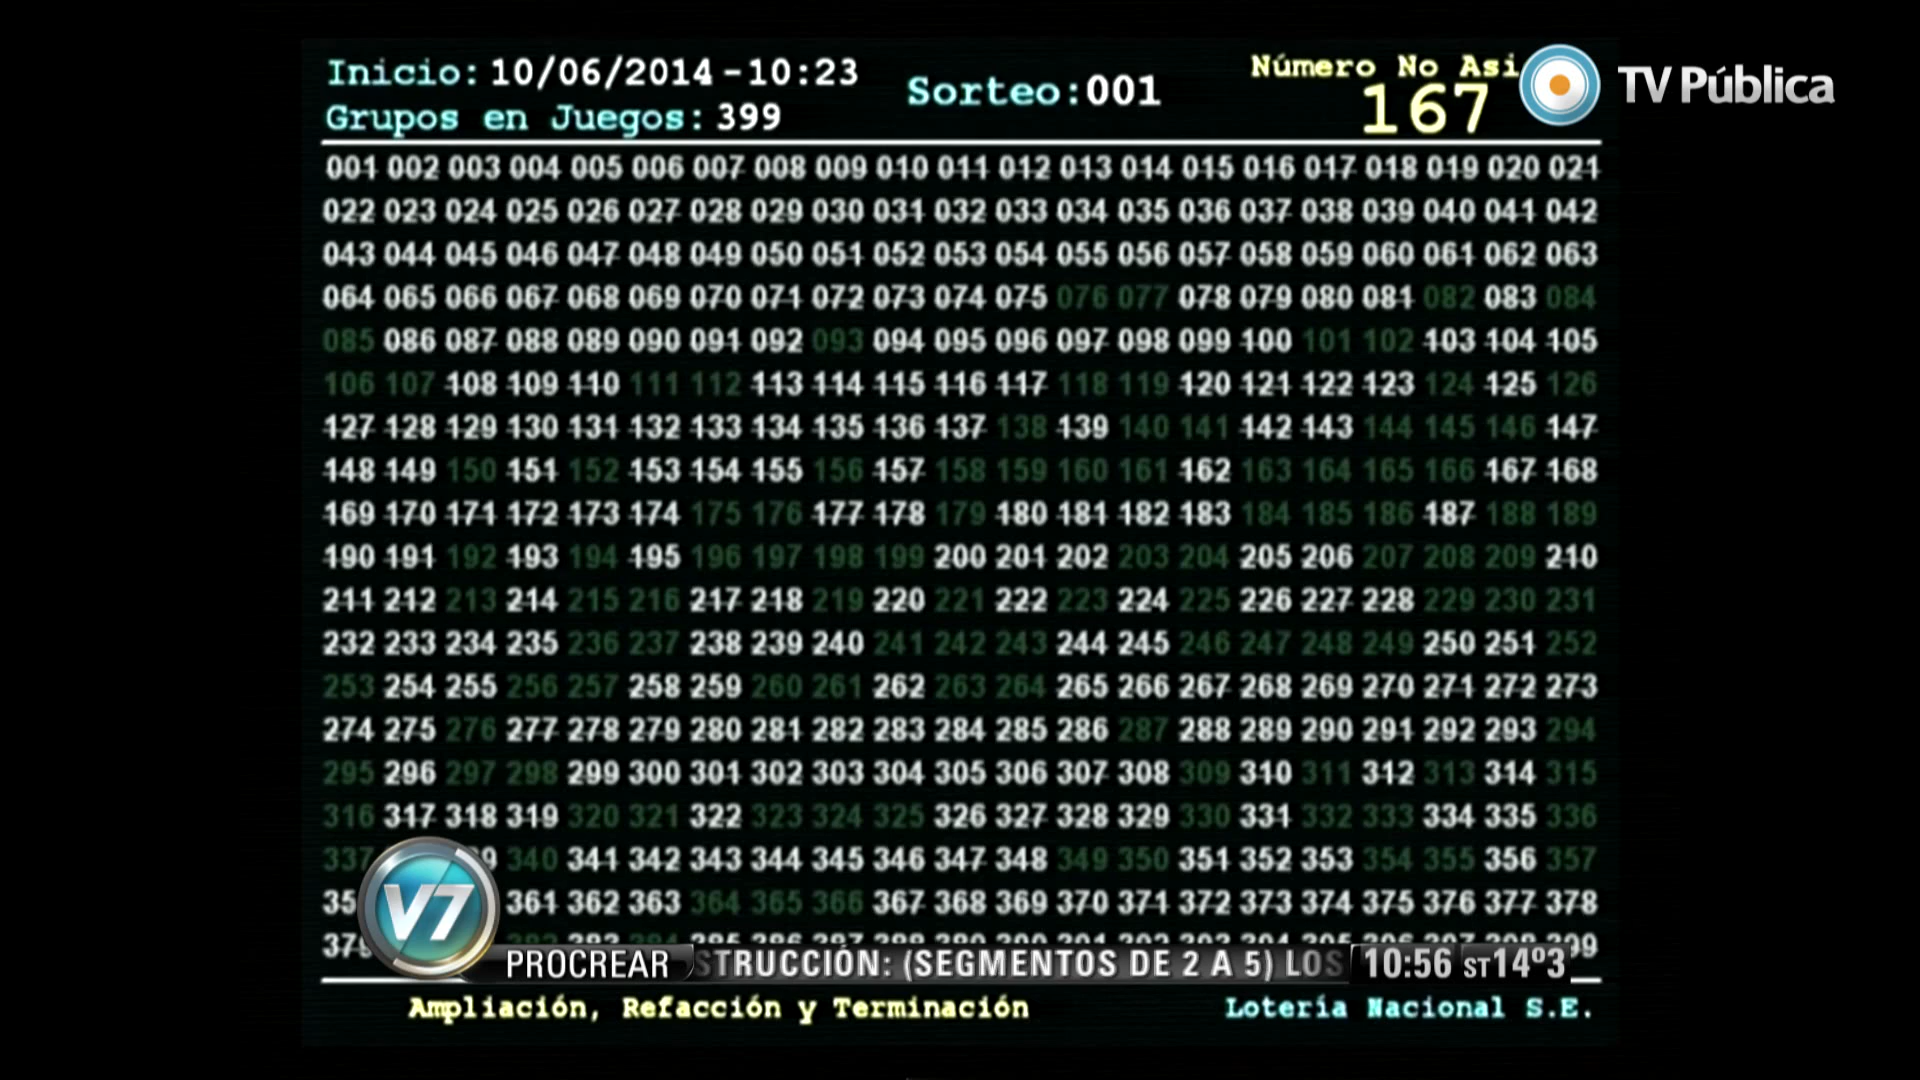 Inicio: 10/06/2014 -10:23
Grupos en Juegos: 399
Sorteo: 001
Número No Asi
167
TV Pública
001 002 003 004 005 006 007 008 009 010 011 012 013 014 015 016 017 018 019 020 021
022 023 024 025 026 027 028 029 030 031 032 033 034 035 036 037 038 039 040 041 042
043 044 045 046 047 048 049 050 051 052 053 054 055 056 057 058 059 060 061 062 063
064 065 066 067 068 069 070 071 072 073 074 075 076 077 078 079 080 081 082 083 084
085 086 087 088 089 090 091 092 093 094 095 096 097 098 099 100 101 102 103 104 105
106 107 108 109 110 111 112 113 114 115 116 117 118 119 120 121 122 123 124 125 126
127 128 129 130 131 132 133 134 135 136 137 138 139 140 141 142 143 144 145 146 147
148 149 150 151 152 153 154 155 156 157 158 159 160 161 162 163 164 165 166 167 168
169 170 171 172 173 174 175 176 177 178 179 180 181 182 183 184 185 186 187 188 189
190 191 192 193 194 195 196 197 198 199 200 201 202 203 204 205 206 207 208 209 210
211 212 213 214 215 216 217 218 219 220 221 222 223 224 225 226 227 228 229 230 231
232 233 234 235 236 237 238 239 240 241 242 243 244 245 246 247 248 249 250 251 252
253 254 255 256 257 258 259 260 261 262 263 264 265 266 267 268 269 270 271 272 273
274 275 276 277 278 279 280 281 282 283 284 285 286 287 288 289 290 291 292 293 294
295 296 297 298 299 300 301 302 303 304 305 306 307 308 309 310 311 312 313 314 315
316 317 318 319 320 321 322 323 324 325 326 327 328 329 330 331 332 333 334 335 336
337 340 341 342 343 344 345 346 347 348 349 350 351 352 353 354 355 356 357
361 362 363 364 365 366 367 368 369 370 371 372 373 374 375 376 377 378
V7
PROCREAR
STRUCCIÓN: (SEGMENTOS DE 2 A 5) LOS
10:56 ST 14º3
Ampliación, Refacción y Terminación
Lotería Nacional S.E.